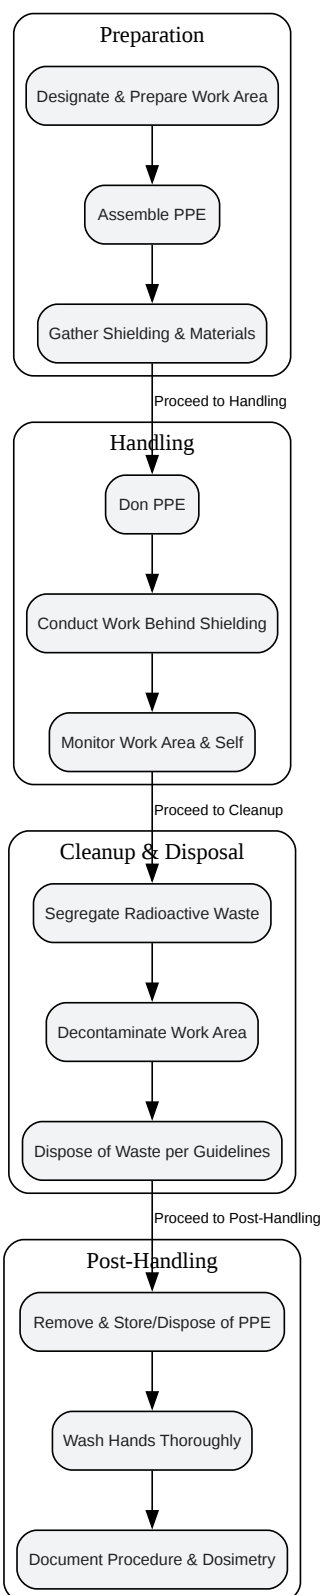 Preparation
Designate & Prepare Work Area
Assemble PPE
Gather Shielding & Materials
Proceed to Handling
Handling
Don PPE
Conduct Work Behind Shielding
Monitor Work Area & Self
Proceed to Cleanup
Cleanup & Disposal
Segregate Radioactive Waste
Decontaminate Work Area
Dispose of Waste per Guidelines
Proceed to Post-Handling
Post-Handling
Remove & Store/Dispose of PPE
Wash Hands Thoroughly
Document Procedure & Dosimetry